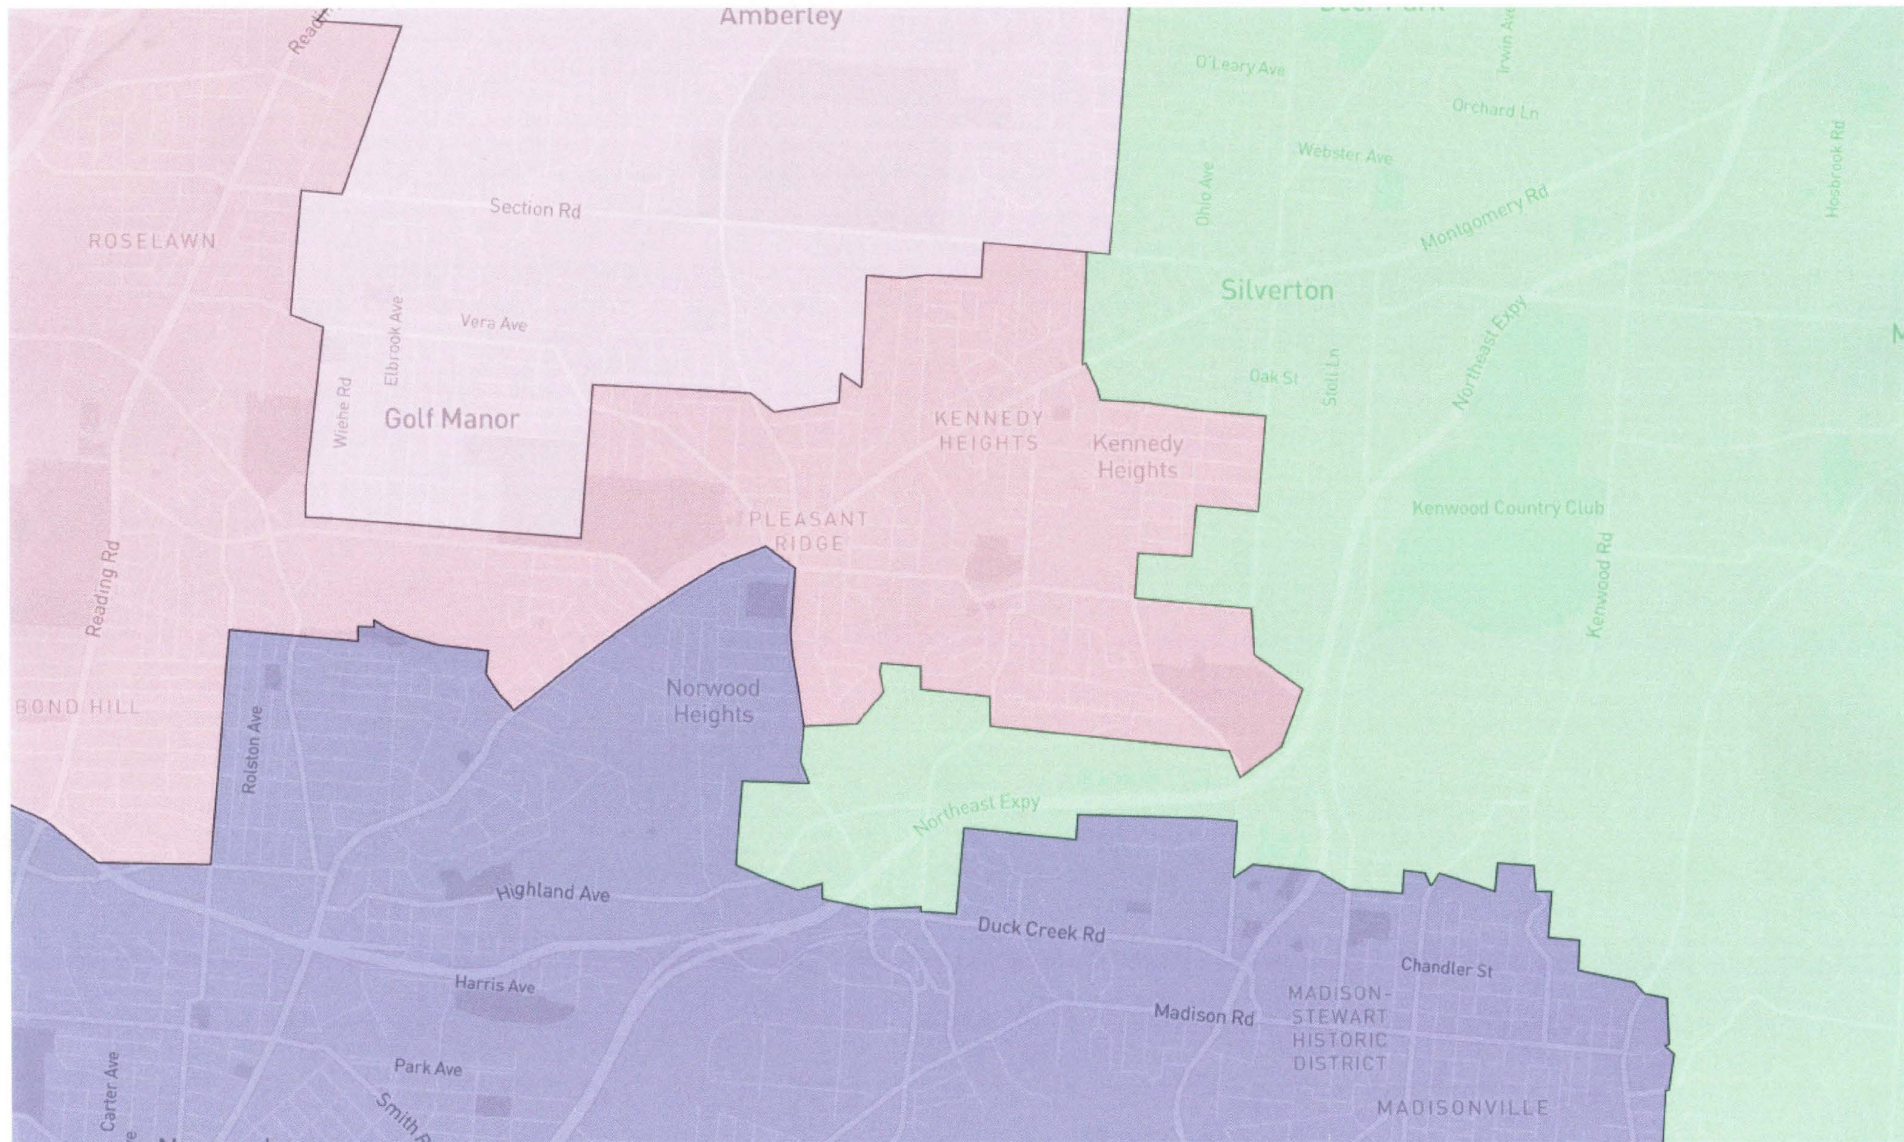 Amberley
O'Leary Ave
Irwin Ave
Orchard Ln
Webster Ave
Hosbrook Rd
Ohio Ave
Montgomery Rd
Section Rd
ROSELAWN
Silverton
Elbrook Ave
Vera Ave
Northeast Expy
Oak St
Wiehe Rd
Golf Manor
KENNEDY
HEIGHTS
Kennedy
Heights
Kenwood Country Club
PLEASANT
RIDGE
Reading Rd
Kenwood Rd
Norwood
Heights
BOND HILL
Rolston Ave
Northeast Expy
Highland Ave
Duck Creek Rd
Chandler St
Harris Ave
MADISON-
STEWART
HISTORIC
DISTRICT
Madison Rd
Park Ave
Carter Ave
Smith
MADISONVILLE